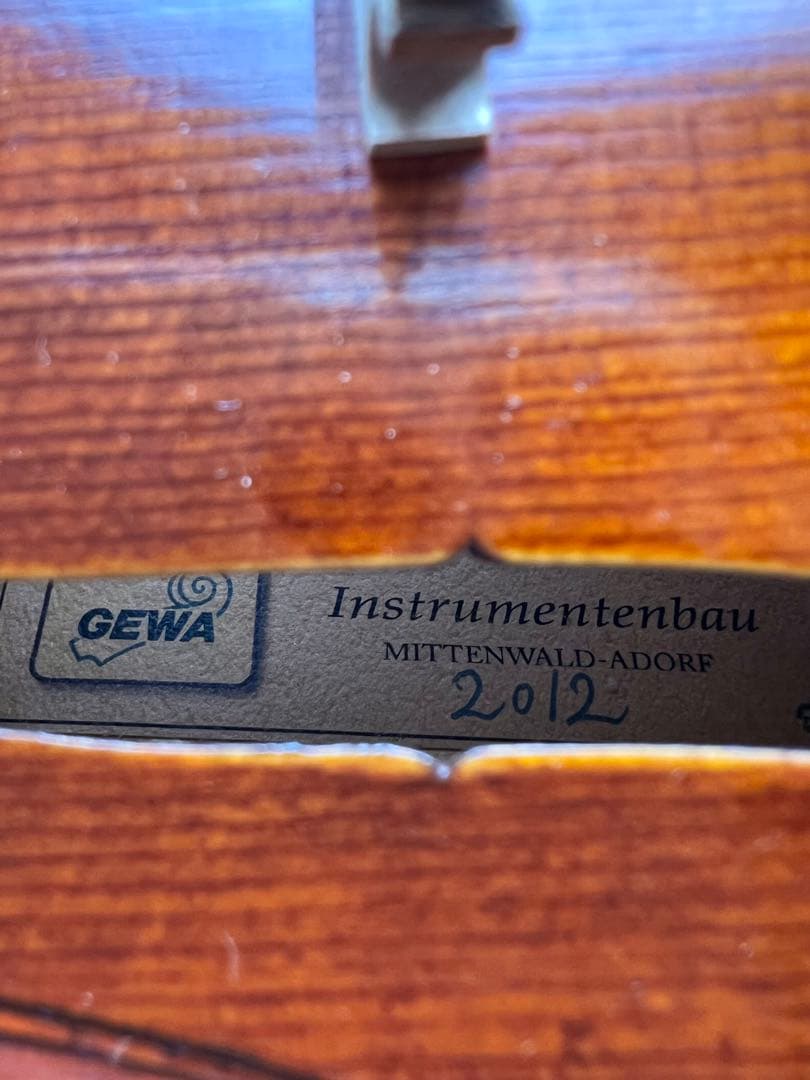 GEWA
Instrumentenbau
MITTENWALD-ADORF
2012